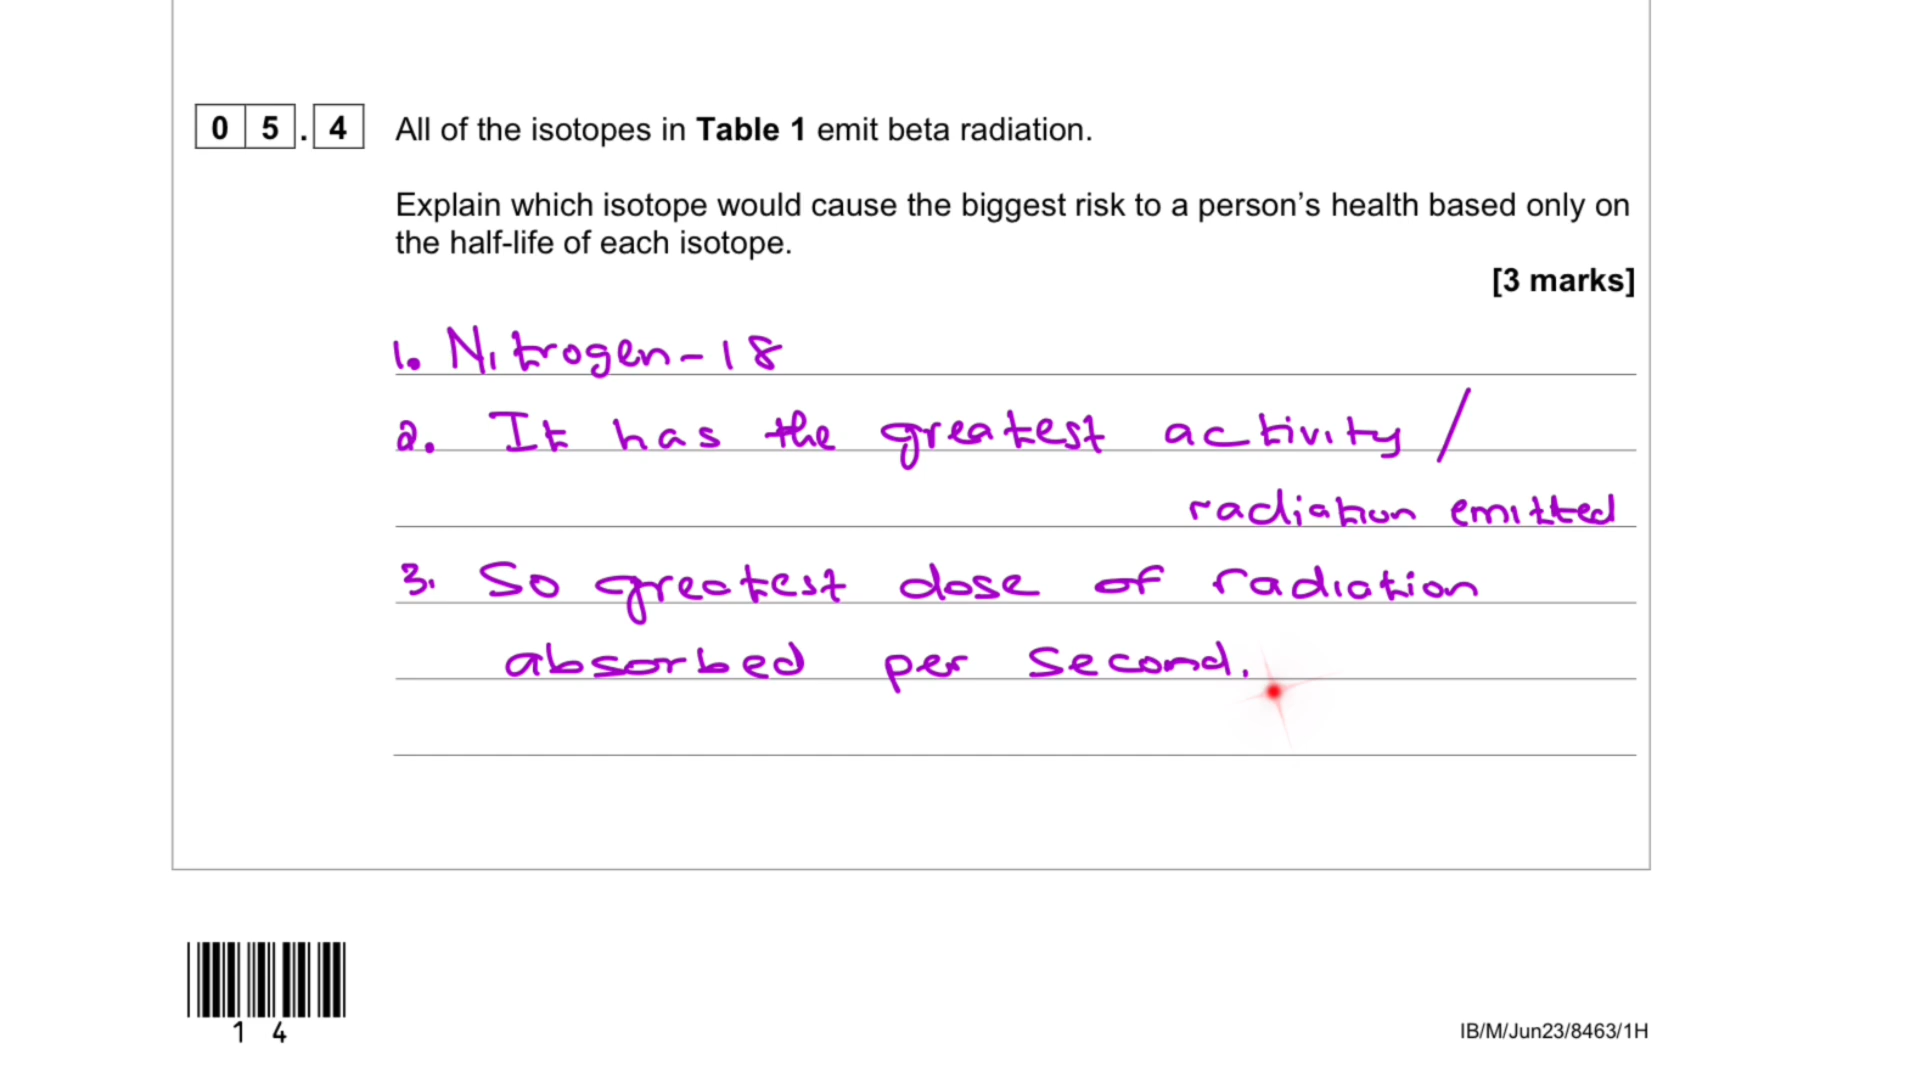 05.4 All of the isotopes in Table 1 emit beta radiation.
Explain which isotope would cause the biggest risk to a person's health based only on
the half-life of each isotope.
[3 marks]
1. Nitrogen-18
2. It has the greatest activity /
radiation emitted
3. So greatest dose of radiation
absorbed per second.
1 4
IB/M/Jun23/8463/1H